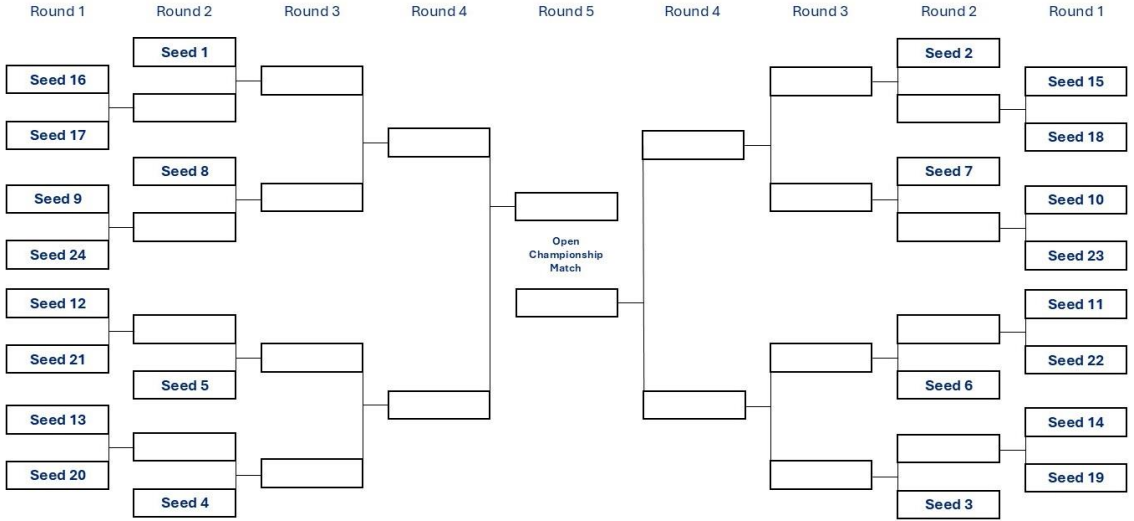 Round 1
Round 2
Round 3
Round 4
Round 5
Round 4
Round 3
Round 2
Round 1
Seed 1
Seed 16
Seed 17
Seed 8
Seed 9
Seed 24
Seed 12
Seed 21
Seed 5
Seed 13
Seed 20
Seed 4
Open
Championship
Match
Seed 2
Seed 15
Seed 18
Seed 7
Seed 10
Seed 23
Seed 11
Seed 22
Seed 6
Seed 14
Seed 19
Seed 3